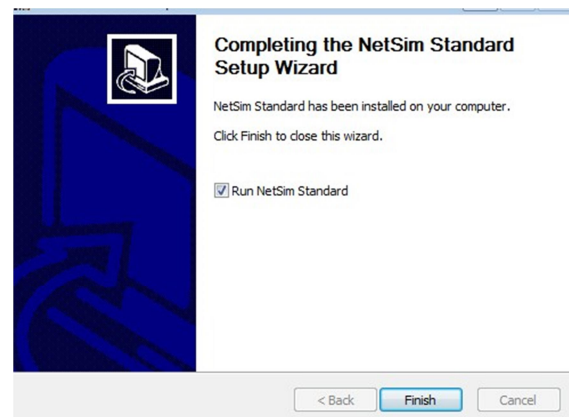 Completing the NetSim Standard
Setup Wizard
NetSim Standard has been installed on your computer.
Click Finish to close this wizard.
Run NetSim Standard
< Back
Finish
Cancel